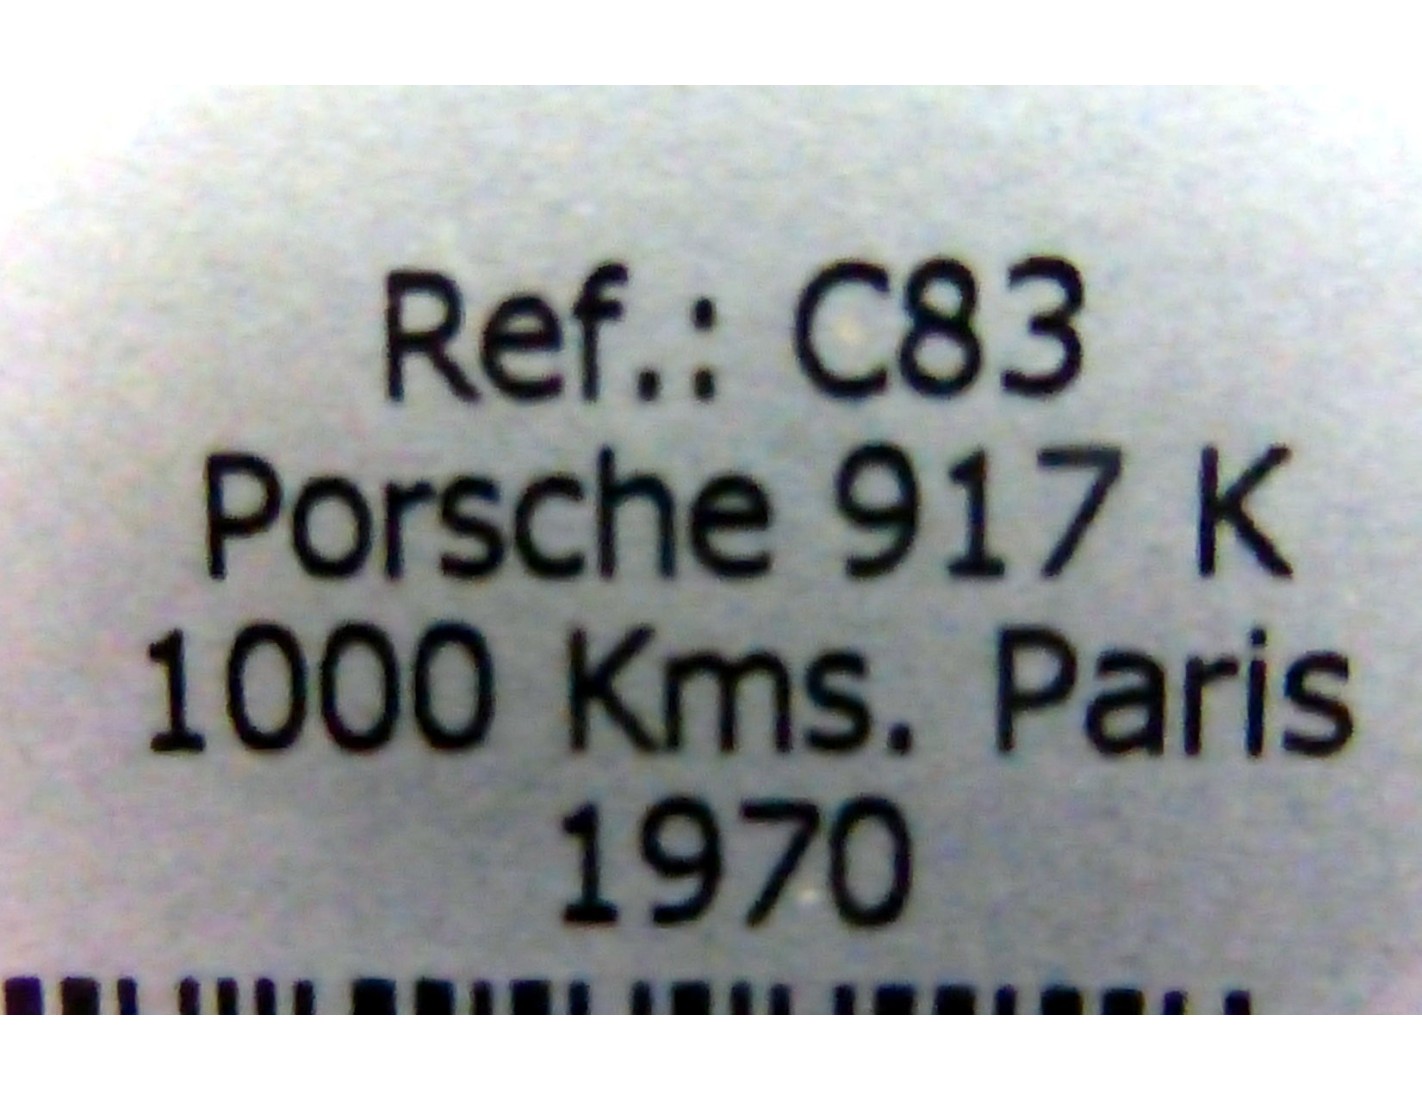 Ref.: C83
Porsche 917 K
1000 Kms. Paris
1970